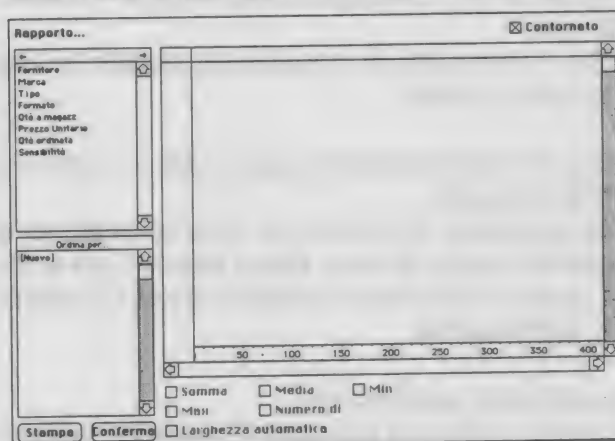 Rapporto...
Contornato
Fornitore
Marca
Tipo
Formato
Qtà a magazz
Prezzo Unitario
Qtà ordinata
Sensibilità
Ordina per...
[Nuovo]
50 100 150 200 250 300 350 400
Somma Media Min
Max Numero di
Larghezza automatica
Stampa Conferma